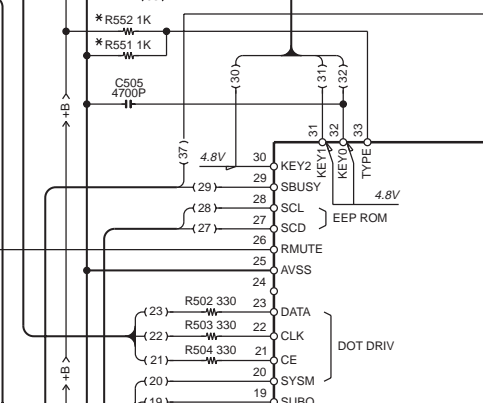 *R552 1K
*R551 1K
C505
4700P
(30)
(31)
(32)
+B
(37)
31
32
33
KEY1
KEY0
TYPE
4.8V
4.8V
30
KEY2
(29)
29
SBUSY
(28)
28
SCL
EEP ROM
(27)
27
SCD
26
RMUTE
25
AVSS
24
R502 330
(23)
23
DATA
R503 330
(22)
22
CLK
DOT DRIV
R504 330
(21)
21
CE
+B
(20)
20
SYSM
(19)
19
SUBQ